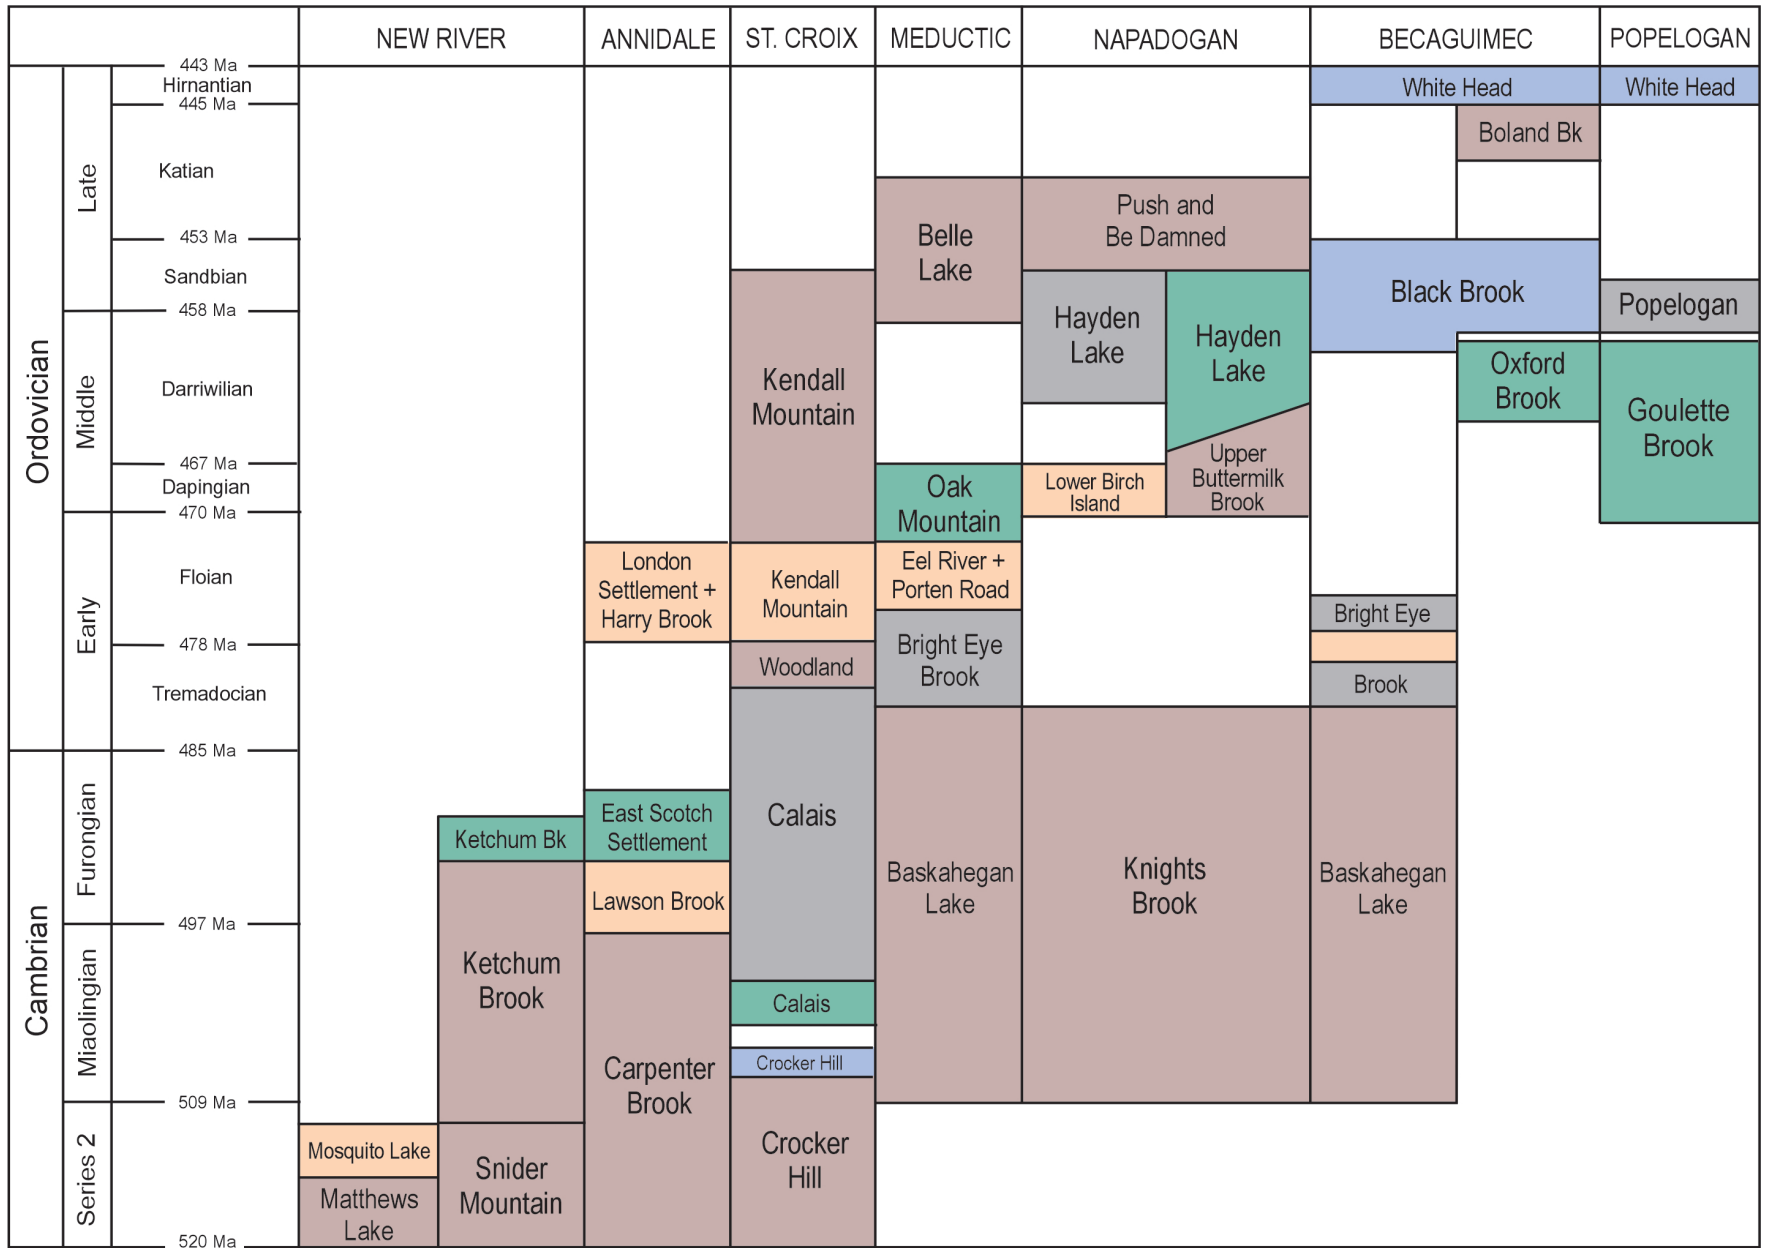 NEW RIVER
ANNIDALE
ST. CROIX
MEDUCTIC
NAPADOGAN
BECAGUIMEC
POPELOGAN
Ordovician
Cambrian
Late
Middle
Early
Furongian
Miaolingian
Series 2
443 Ma
Hirnantian
445 Ma
Katian
453 Ma
Sandbian
458 Ma
Darriwilian
467 Ma
Dapingian
470 Ma
Floian
478 Ma
Tremadocian
485 Ma
497 Ma
509 Ma
520 Ma
Mosquito Lake
Matthews
Lake
Ketchum Bk
Ketchum
Brook
Snider
Mountain
London
Settlement +
Harry Brook
East Scotch
Settlement
Lawson Brook
Carpenter
Brook
Kendall
Mountain
Kendall
Mountain
Woodland
Calais
Calais
Crocker Hill
Crocker
Hill
Belle
Lake
Oak
Mountain
Eel River +
Porten Road
Bright Eye
Brook
Baskahegan
Lake
Push and
Be Damned
Hayden
Lake
Hayden
Lake
Lower Birch
Island
Upper
Buttermilk
Brook
Knights
Brook
White Head
Boland Bk
Black Brook
Oxford
Brook
Bright Eye
Brook
Baskahegan
Lake
White Head
Popelogan
Goulette
Brook